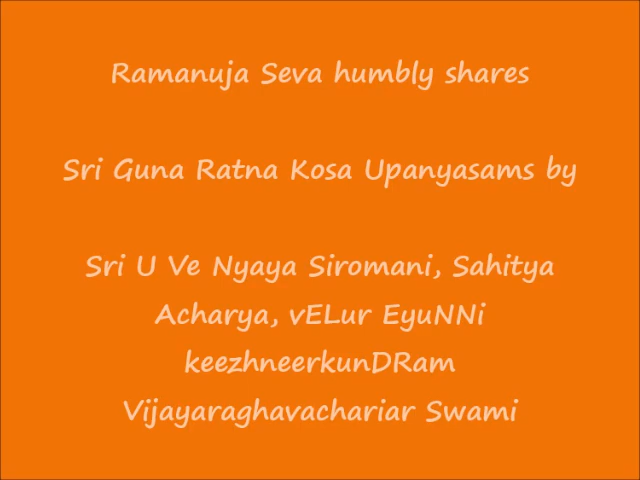 Ramanuja Seva humbly shares
Sri Guna Ratna Kosa Upanyasams by
Sri U Ve Nyaya Siromani, Sahitya
Acharya, vELur EyuNNi
keezhneerkunDRam
Vijayaraghavachariar Swami